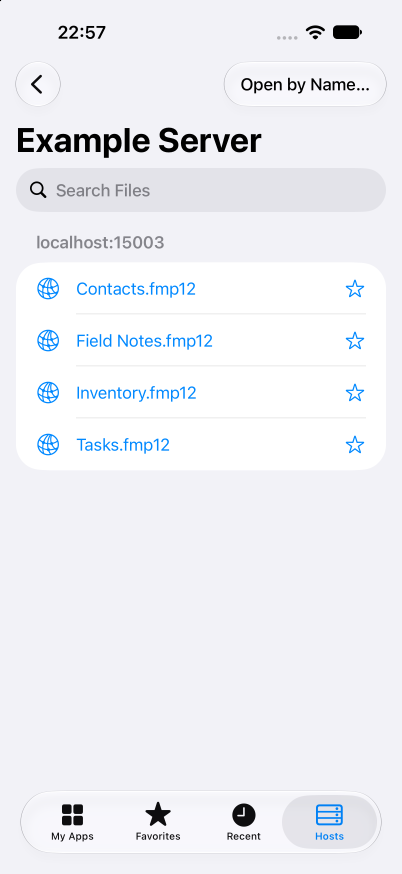 22:57
Open by Name...
Example Server
Search Files
localhost:15003
Contacts.fmp12
Field Notes.fmp12
Inventory.fmp12
Tasks.fmp12
My Apps
Favorites
Recent
Hosts